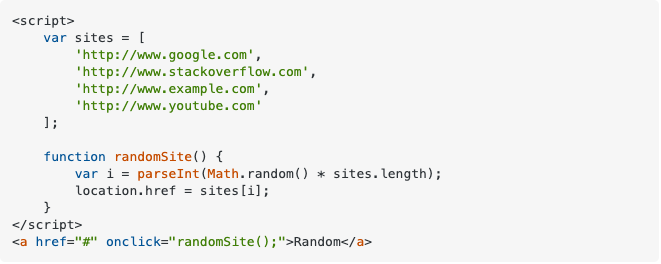 <script>
    var sites = [
        'http://www.google.com',
        'http://www.stackoverflow.com',
        'http://www.example.com',
        'http://www.youtube.com'
    ];

    function randomSite() {
        var i = parseInt(Math.random() * sites.length);
        location.href = sites[i];
    }
</script>
<a href="#" onclick="randomSite();">Random</a>